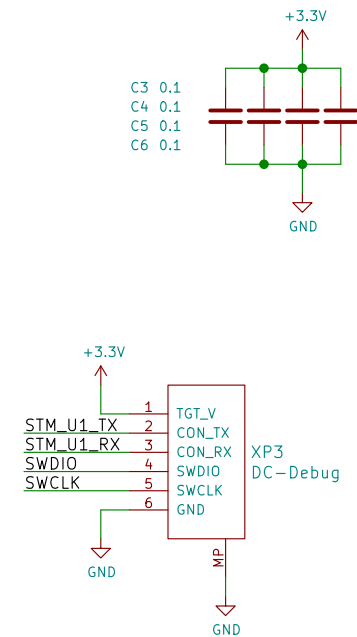 +3.3V
C3 0.1
C4 0.1
C5 0.1
C6 0.1
GND
+3.3V
1 TGT_V
STM_U1_TX 2 CON_TX
STM_U1_RX 3 CON_RX XP3
SWDIO 4 SWDIO DC-Debug
SWCLK 5 SWCLK
6 GND
MP
GND
GND